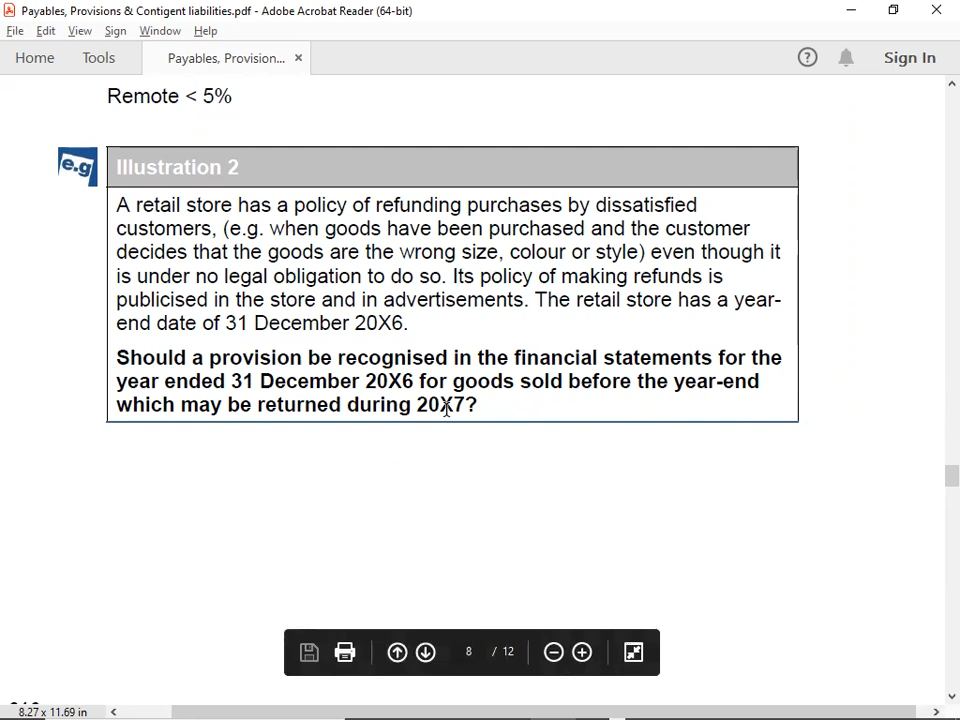 Payables, Provisions & Contigent liabilities.pdf - Adobe Acrobat Reader (64-bit)
File Edit View Sign Window Help
Home Tools Payables, Provision... × Sign In
Remote < 5%
e.g Illustration 2
A retail store has a policy of refunding purchases by dissatisfied
customers, (e.g. when goods have been purchased and the customer
decides that the goods are the wrong size, colour or style) even though it
is under no legal obligation to do so. Its policy of making refunds is
publicised in the store and in advertisements. The retail store has a year-
end date of 31 December 20X6.
Should a provision be recognised in the financial statements for the
year ended 31 December 20X6 for goods sold before the year-end
which may be returned during 20X7?
8 / 12
8.27 x 11.69 in